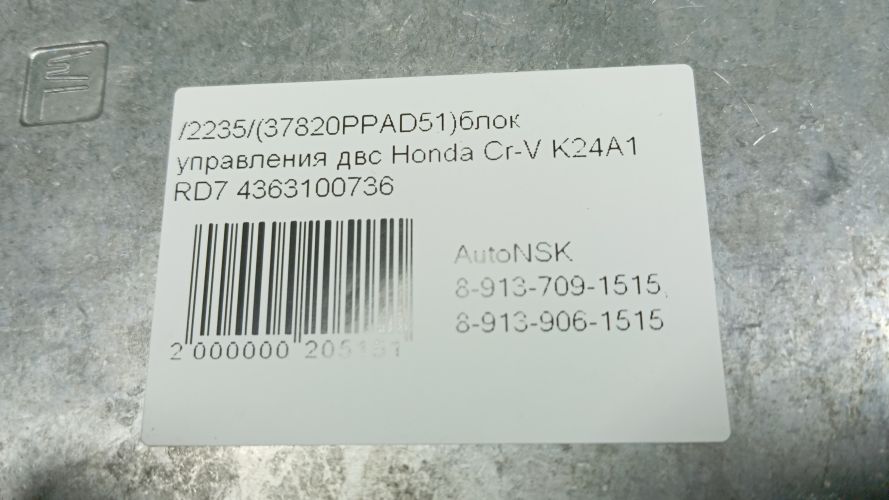 /2235/(37820PPAD51)блок
управления двс Honda Cr-V K24A1
RD7 4363100736
AutoNSK
8-913-709-1515,
8-913-906-1515
2 000000 205151